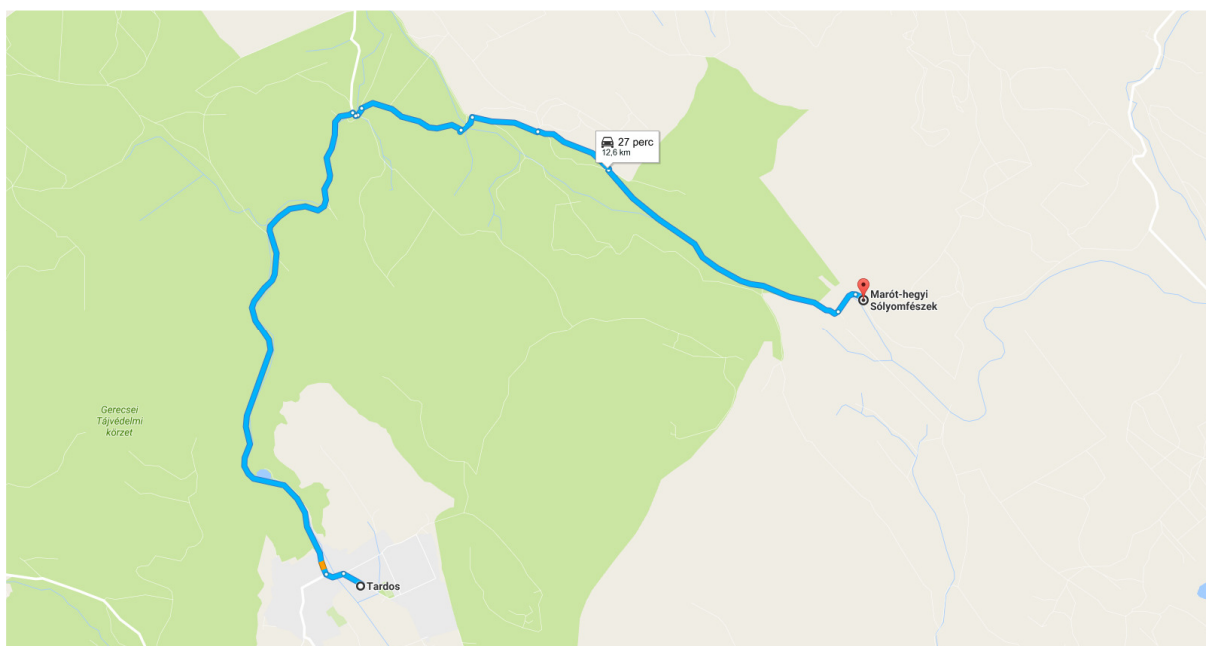 27 perc
12,6 km
Marót-hegyi
Sólyomfészek
Gerecsei
Tájvédelmi
körzet
Tardos